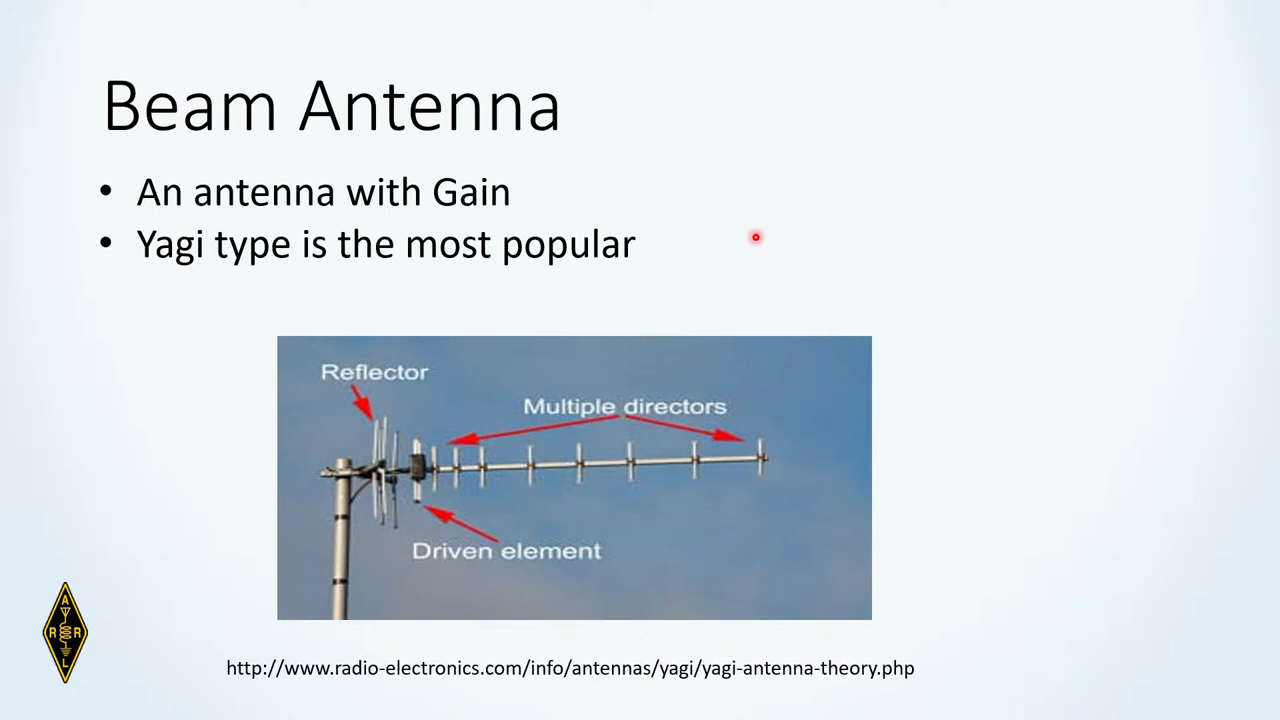 Beam Antenna
• An antenna with Gain
• Yagi type is the most popular
Reflector
Multiple directors
Driven element
A
R R
L
http://www.radio-electronics.com/info/antennas/yagi/yagi-antenna-theory.php